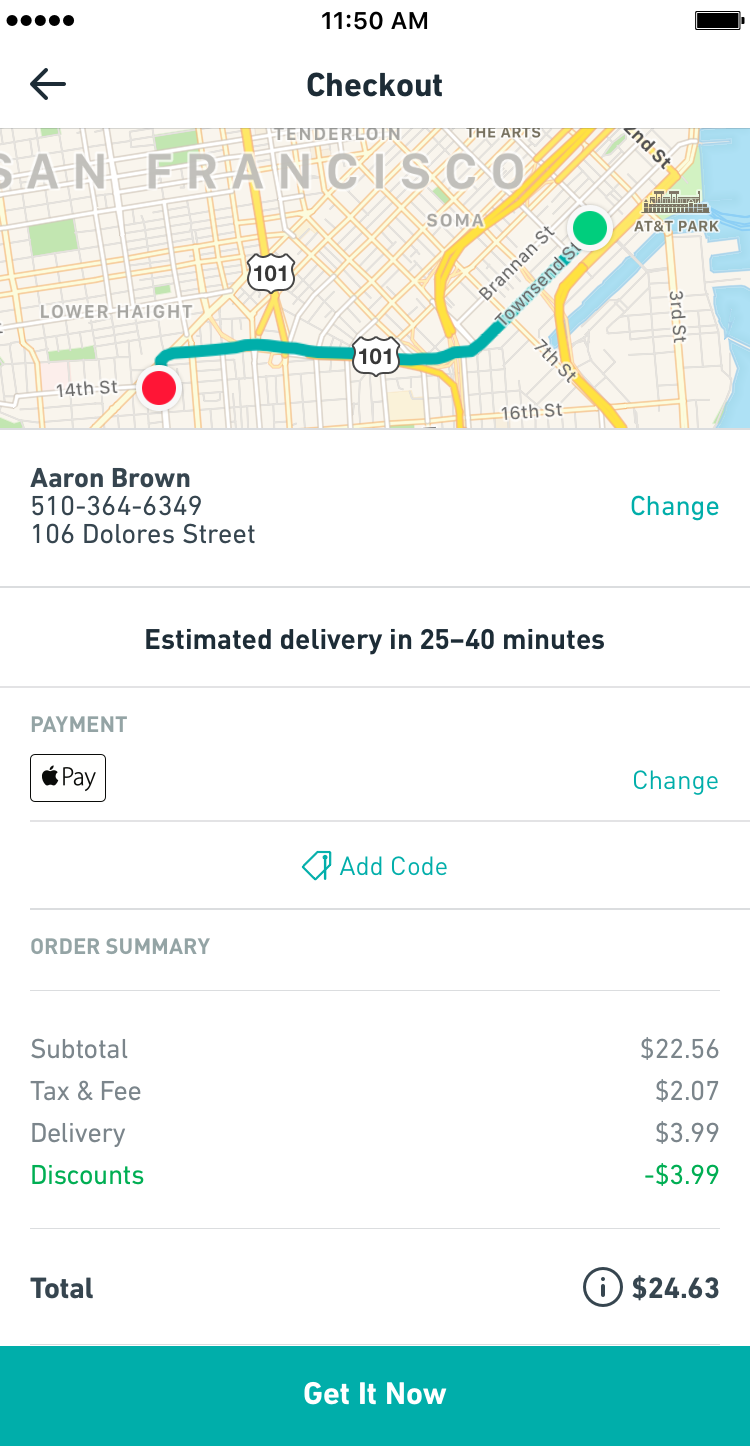 11:50 AM
Checkout
TENDERLOIN
THE ARTS
2nd St
SAN FRANCISCO
SOMA
AT&T PARK
Brannan St
101
Townsend St
LOWER HAIGHT
3rd St
101
7th St
14th St
16th St
Aaron Brown
510-364-6349
Change
106 Dolores Street
Estimated delivery in 25–40 minutes
PAYMENT
Pay
Change
Add Code
ORDER SUMMARY
Subtotal $22.56
Tax & Fee $2.07
Delivery $3.99
Discounts -$3.99
Total i $24.63
Get It Now